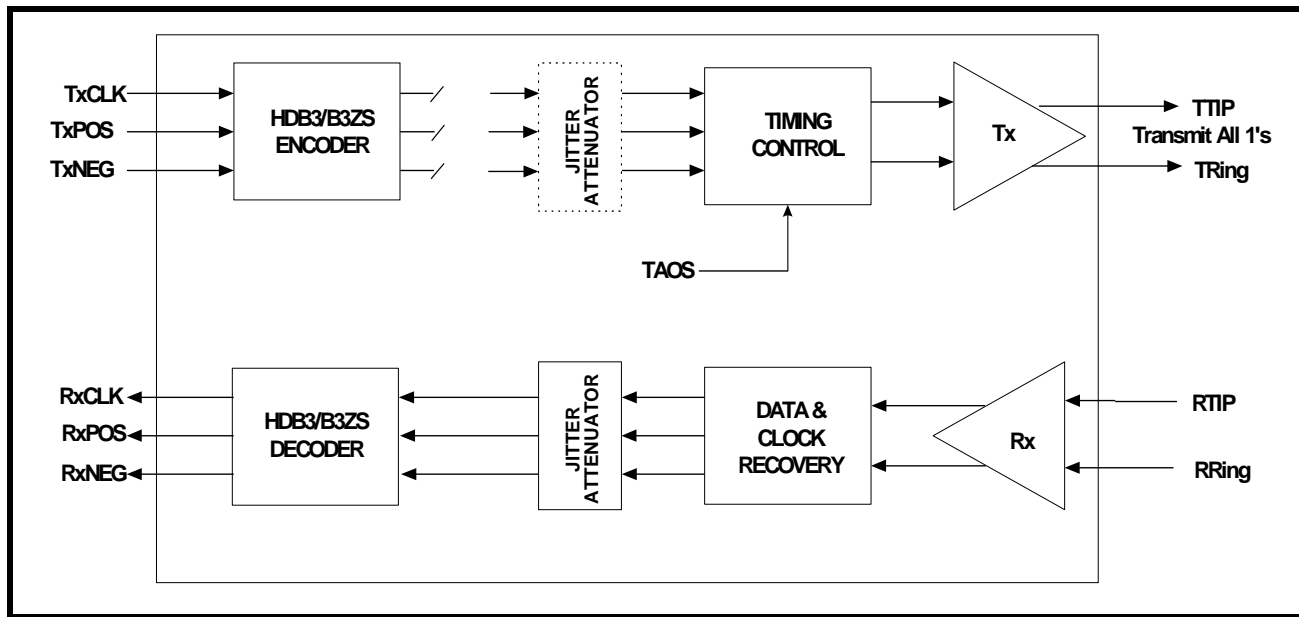 TxCLK
TxPOS
TxNEG
HDB3/B3ZS
ENCODER
JITTER
ATTENUATOR
TIMING
CONTROL
Tx
TTIP
Transmit All 1's
TRing
TAOS
RxCLK
RxPOS
RxNEG
HDB3/B3ZS
DECODER
JITTER
ATTENUATOR
DATA &
CLOCK
RECOVERY
Rx
RTIP
RRing